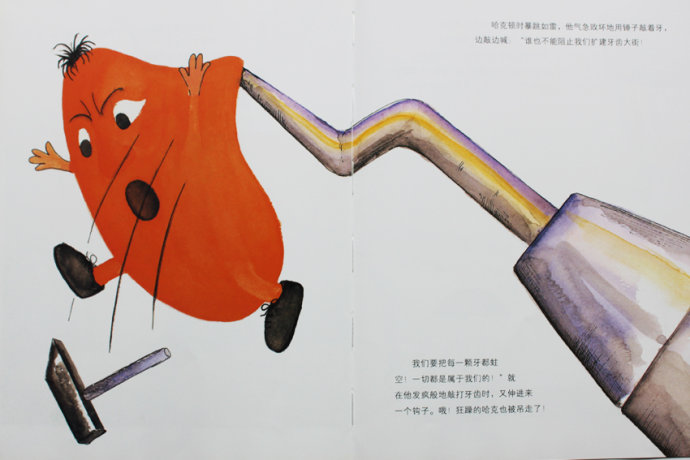 哈克顿时暴跳如雷，他气急败坏地用锤子敲着牙，
边敲边喊：“谁也不能阻止我们扩建牙齿大街！
我们要把每一颗牙都蛀
空！一切都是属于我们的！”就
在他发疯般地敲打牙齿时，又伸进来
一个钩子。哦！狂躁的哈克也被吊走了！